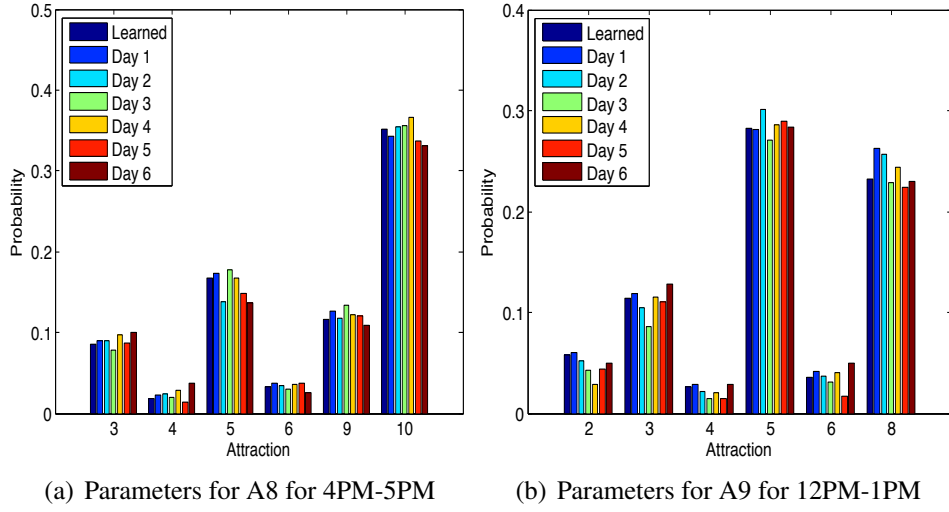 0.5
0.4
0.3
0.2
0.1
0
Probability
Learned
Day 1
Day 2
Day 3
Day 4
Day 5
Day 6
3 4 5 6 9 10
Attraction
(a) Parameters for A8 for 4PM-5PM
0.4
0.3
0.2
0.1
0
Probability
Learned
Day 1
Day 2
Day 3
Day 4
Day 5
Day 6
2 3 4 5 6 8
Attraction
(b) Parameters for A9 for 12PM-1PM